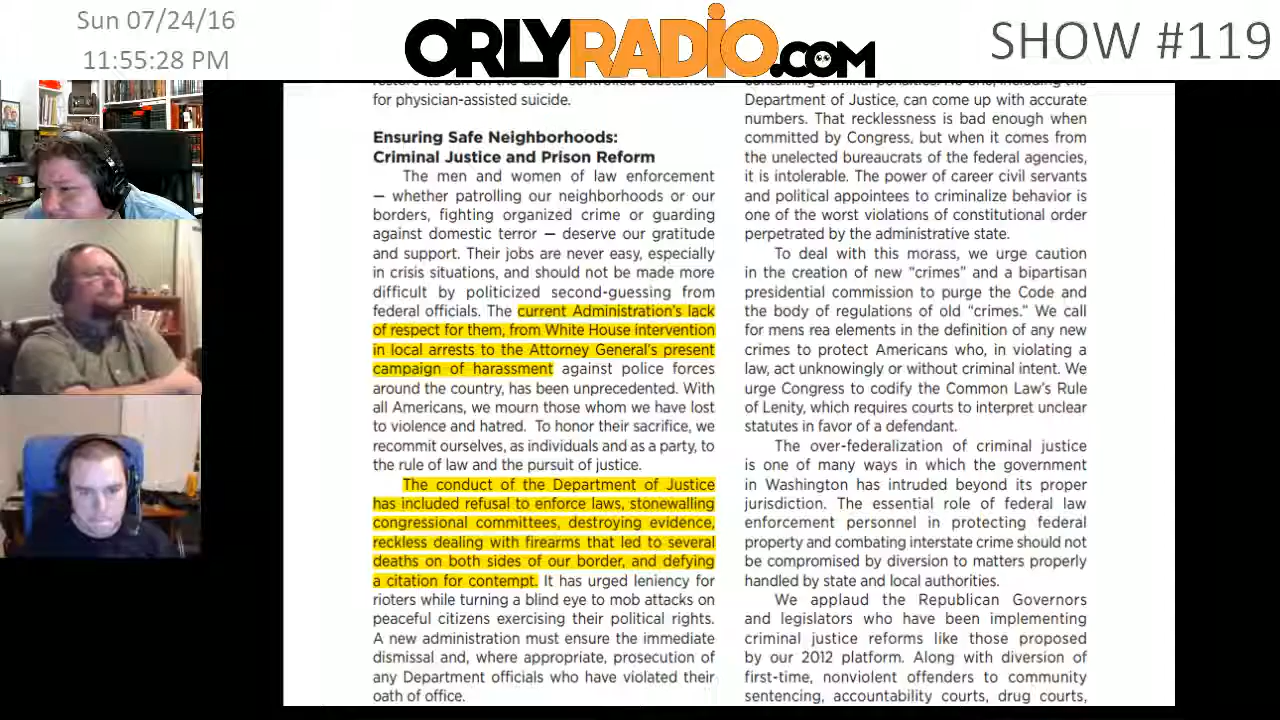 Sun 07/24/16
11:55:28 PM
ORLYRADiO.COM
SHOW #119
restore its ban on the use of controlled substances
for physician-assisted suicide.
Ensuring Safe Neighborhoods:
Criminal Justice and Prison Reform
The men and women of law enforcement
— whether patrolling our neighborhoods or our
borders, fighting organized crime or guarding
against domestic terror — deserve our gratitude
and support. Their jobs are never easy, especially
in crisis situations, and should not be made more
difficult by politicized second-guessing from
federal officials. The current Administration's lack
of respect for them, from White House intervention
in local arrests to the Attorney General's present
campaign of harassment against police forces
around the country, has been unprecedented. With
all Americans, we mourn those whom we have lost
to violence and hatred. To honor their sacrifice, we
recommit ourselves, as individuals and as a party, to
the rule of law and the pursuit of justice.
The conduct of the Department of Justice
has included refusal to enforce laws, stonewalling
congressional committees, destroying evidence,
reckless dealing with firearms that led to several
deaths on both sides of our border, and defying
a citation for contempt. It has urged leniency for
rioters while turning a blind eye to mob attacks on
peaceful citizens exercising their political rights.
A new administration must ensure the immediate
dismissal and, where appropriate, prosecution of
any Department officials who have violated their
oath of office.
containing criminal penalties. No one, including the
Department of Justice, can come up with accurate
numbers. That recklessness is bad enough when
committed by Congress, but when it comes from
the unelected bureaucrats of the federal agencies,
it is intolerable. The power of career civil servants
and political appointees to criminalize behavior is
one of the worst violations of constitutional order
perpetrated by the administrative state.
To deal with this morass, we urge caution
in the creation of new "crimes" and a bipartisan
presidential commission to purge the Code and
the body of regulations of old "crimes." We call
for mens rea elements in the definition of any new
crimes to protect Americans who, in violating a
law, act unknowingly or without criminal intent. We
urge Congress to codify the Common Law's Rule
of Lenity, which requires courts to interpret unclear
statutes in favor of a defendant.
The over-federalization of criminal justice
is one of many ways in which the government
in Washington has intruded beyond its proper
jurisdiction. The essential role of federal law
enforcement personnel in protecting federal
property and combating interstate crime should not
be compromised by diversion to matters properly
handled by state and local authorities.
We applaud the Republican Governors
and legislators who have been implementing
criminal justice reforms like those proposed
by our 2012 platform. Along with diversion of
first-time, nonviolent offenders to community
sentencing, accountability courts, drug courts,